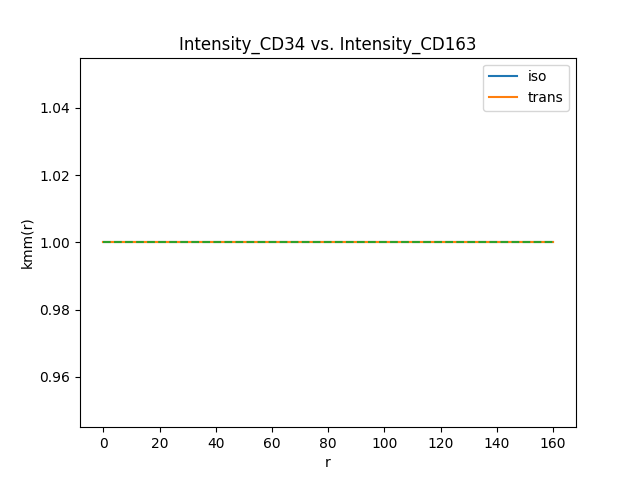 Intensity_CD34 vs. Intensity_CD163
iso
trans
1.04
1.02
1.00
0.98
0.96
kmm(r)
0 20 40 60 80 100 120 140 160
r